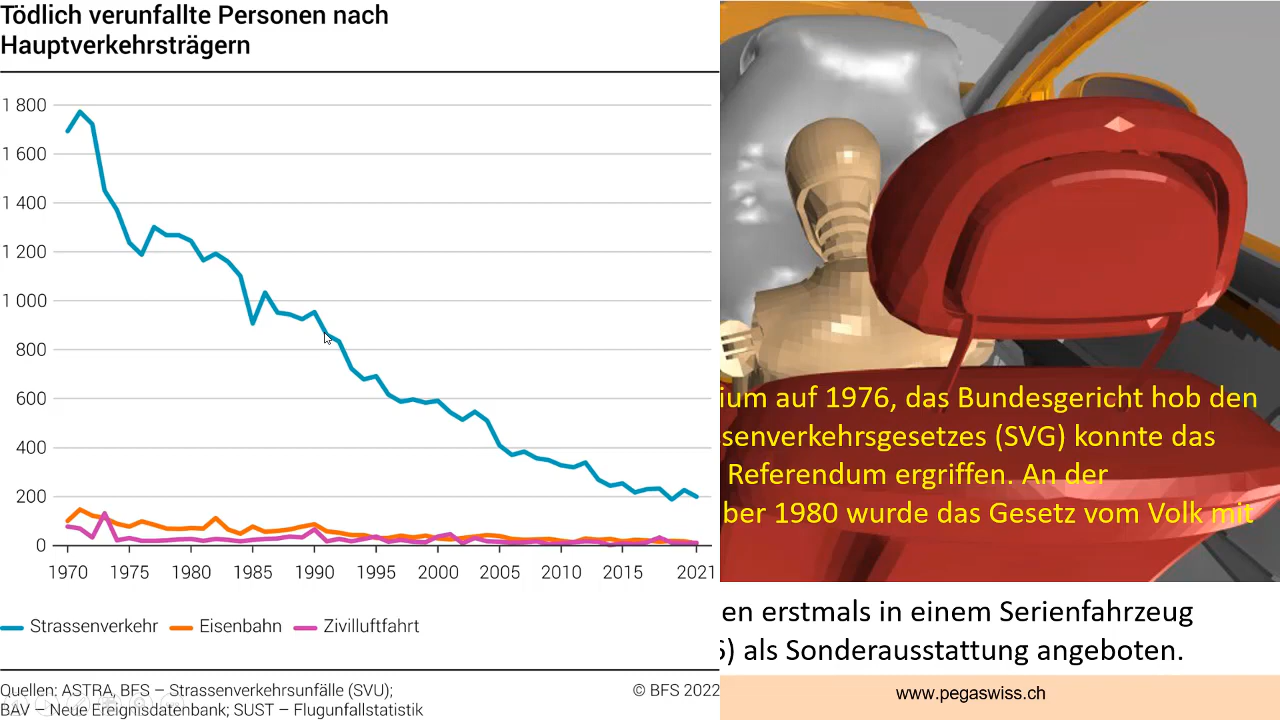 Tödlich verunfallte Personen nach
Hauptverkehrsträgern
1 800
1 600
1 400
1 200
1 000
800
600
400
200
0
1970 1975 1980 1985 1990 1995 2000 2005 2010 2015 2021
Strassenverkehr Eisenbahn Zivilluftfahrt
Quellen: ASTRA, BFS – Strassenverkehrsunfälle (SVU);
BAV – Neue Ereignisdatenbank; SUST – Flugunfallstatistik
© BFS 2022
ium auf 1976, das Bundesgericht hob den
senverkehrsgesetzes (SVG) konnte das
Referendum ergriffen. An der
ber 1980 wurde das Gesetz vom Volk mit
en erstmals in einem Serienfahrzeug
) als Sonderausstattung angeboten.
www.pegaswiss.ch